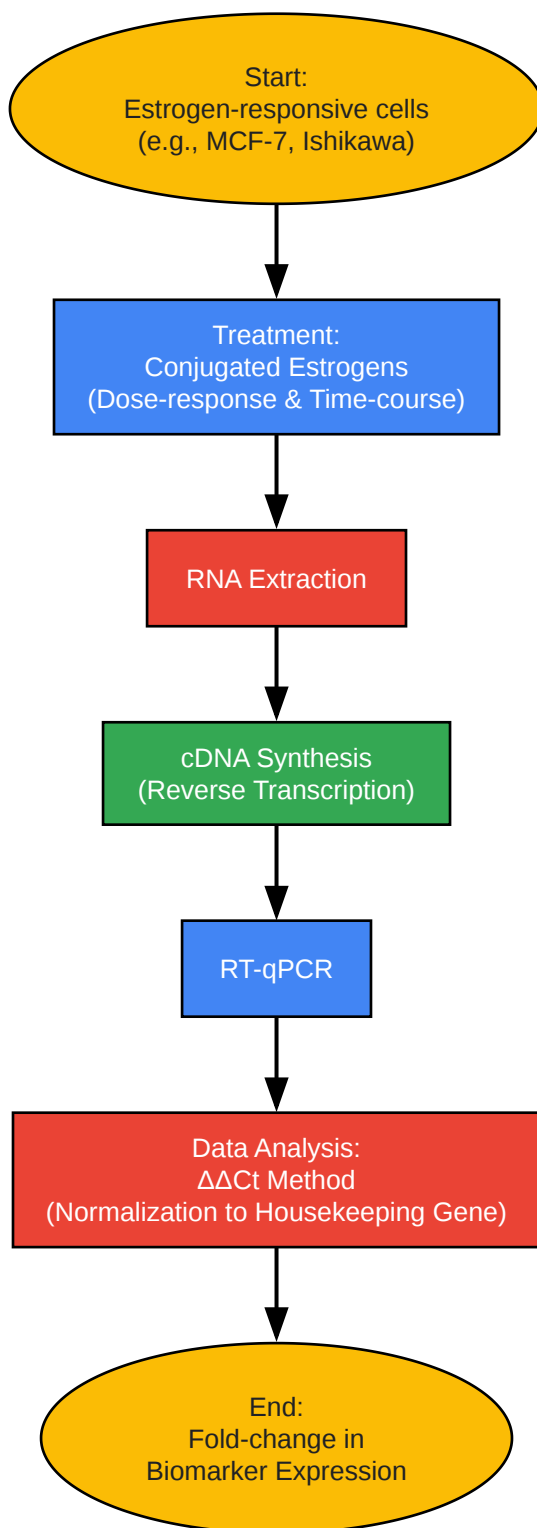 Start:
Estrogen-responsive cells
(e.g., MCF-7, Ishikawa)
Treatment:
Conjugated Estrogens
(Dose-response & Time-course)
RNA Extraction
cDNA Synthesis
(Reverse Transcription)
RT-qPCR
Data Analysis:
ΔΔCt Method
(Normalization to Housekeeping Gene)
End:
Fold-change in
Biomarker Expression